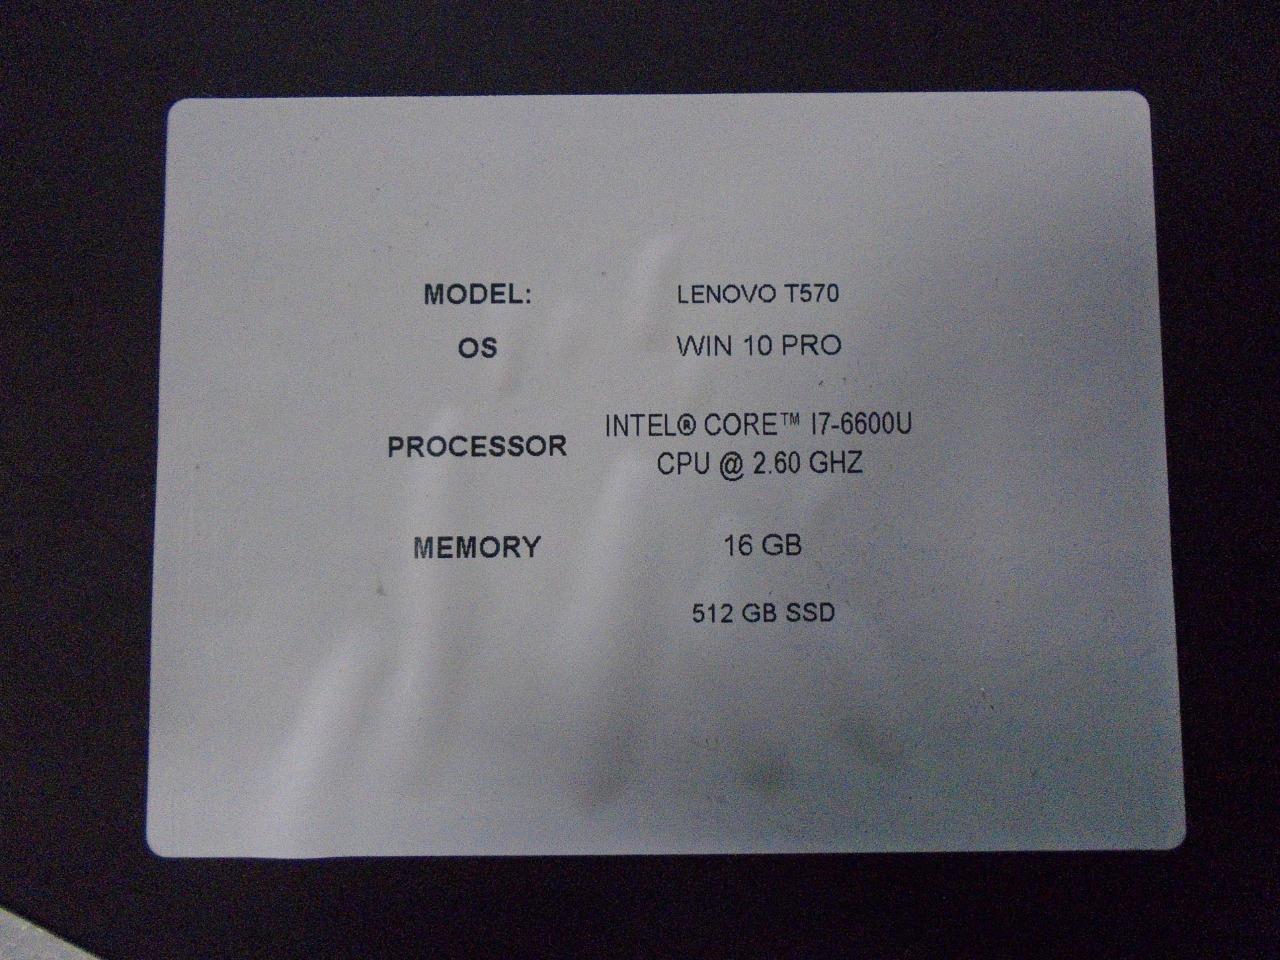 MODEL: LENOVO T570
OS WIN 10 PRO
PROCESSOR INTEL® CORE™ I7-6600U
CPU @ 2.60 GHZ
MEMORY 16 GB
512 GB SSD